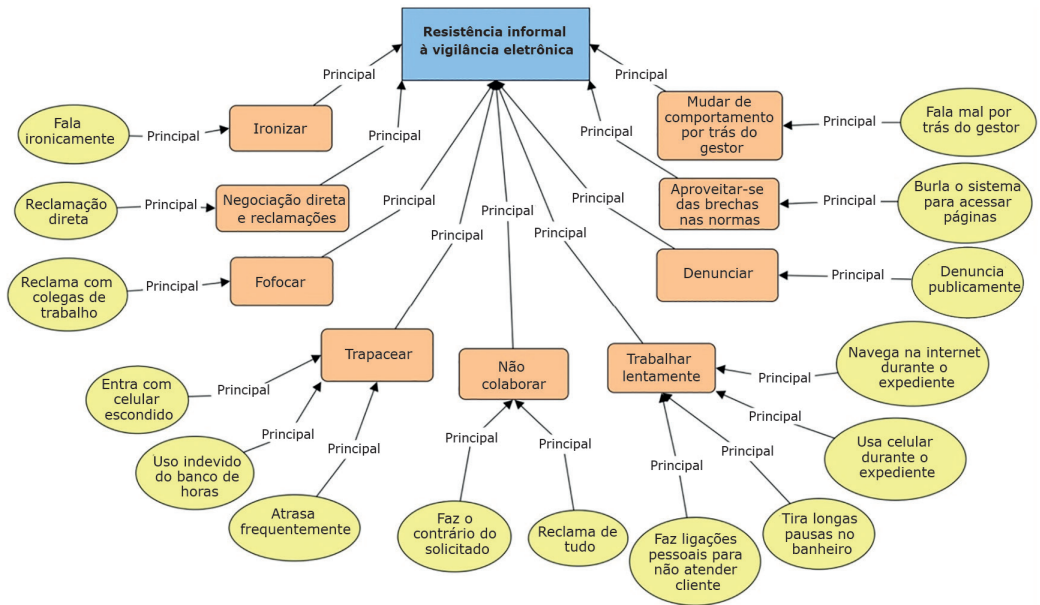 Resistência informal
à vigilância eletrônica
Principal
Principal
Fala
ironicamente
Principal
Ironizar
Mudar de
comportamento
por trás do
gestor
Principal
Fala mal por
trás do gestor
Principal
Principal
Reclamação
direta
Principal
Negociação direta
e reclamações
Aproveitar-se
das brechas
nas normas
Principal
Burla o sistema
para acessar
páginas
Principal
Principal
Reclama com
colegas de
trabalho
Principal
Fofocar
Principal
Principal
Principal
Denunciar
Principal
Denuncia
publicamente
Trapacear
Não
colaborar
Trabalhar
lentamente
Principal
Navega na internet
durante o
expediente
Entra com
celular
escondido
Principal
Uso indevido
do banco de
horas
Principal
Atrasa
frequentemente
Principal
Principal
Principal
Faz o
contrário do
solicitado
Reclama de
tudo
Principal
Principal
Principal
Usa celular
durante o
expediente
Faz ligações
pessoais para
não atender
cliente
Tira longas
pausas no
banheiro